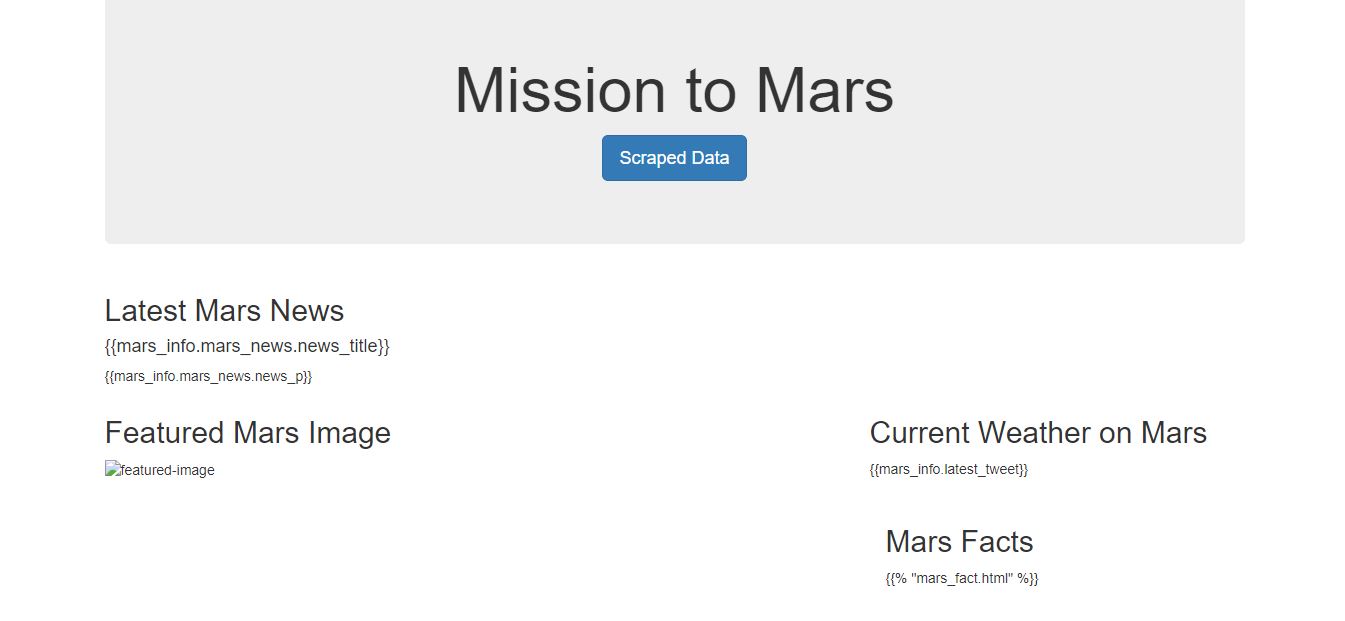 Mission to Mars
Scraped Data
Latest Mars News
{{mars_info.mars_news.news_title}}
{{mars_info.mars_news.news_p}}
Featured Mars Image
featured-image
Current Weather on Mars
{{mars_info.latest_tweet}}
Mars Facts
{{% "mars_fact.html" %}}